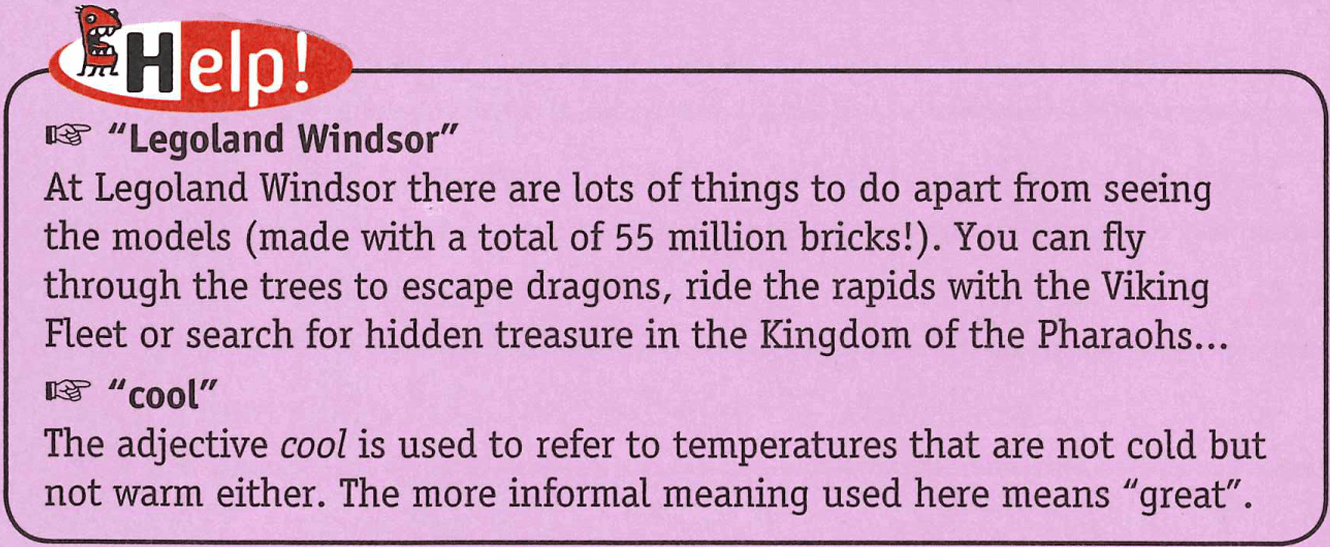 Help!
☞ “Legoland Windsor”
At Legoland Windsor there are lots of things to do apart from seeing
the models (made with a total of 55 million bricks!). You can fly
through the trees to escape dragons, ride the rapids with the Viking
Fleet or search for hidden treasure in the Kingdom of the Pharaohs...
☞ “cool”
The adjective cool is used to refer to temperatures that are not cold but
not warm either. The more informal meaning used here means “great”.